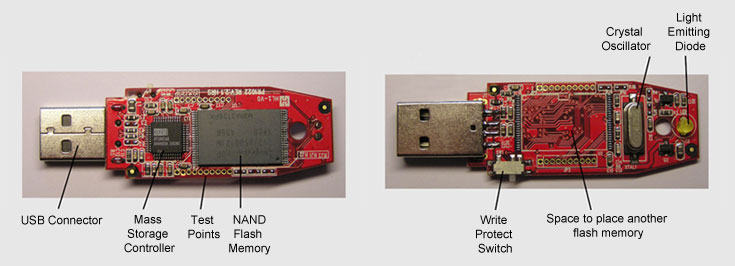 Crystal
Oscillator
Light
Emitting
Diode
USB Connector
Mass
Storage
Controller
Test
Points
NAND
Flash
Memory
Write
Protect
Switch
Space to place another
flash memory